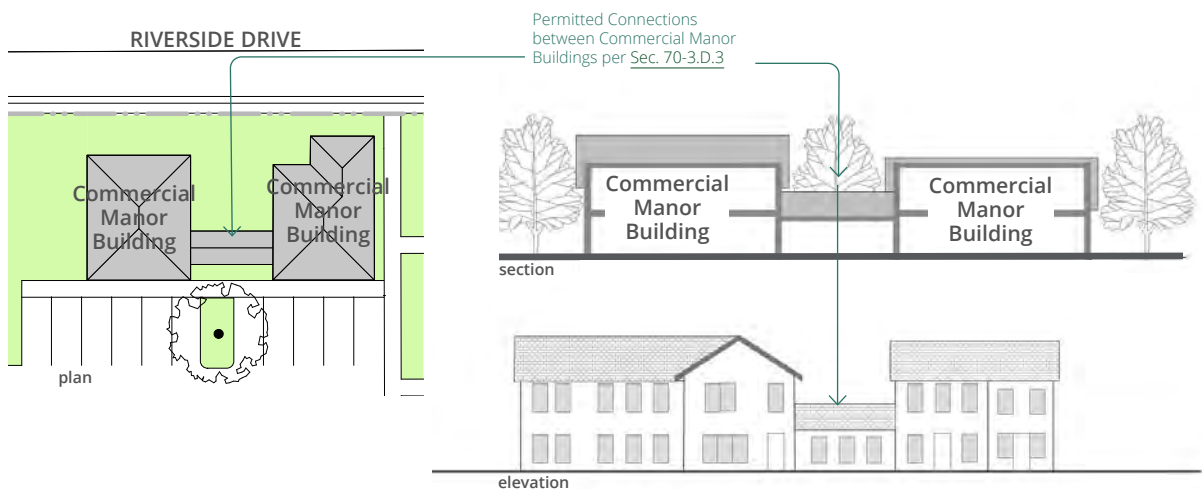 RIVERSIDE DRIVE
Permitted Connections
between Commercial Manor
Buildings per Sec. 70-3.D.3
Commercial
Manor
Building
Commercial
Manor
Building
plan
Commercial
Manor
Building
Commercial
Manor
Building
section
elevation